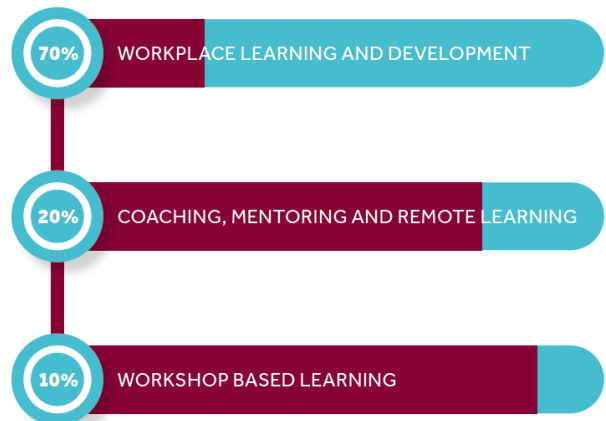 70% WORKPLACE LEARNING AND DEVELOPMENT
20% COACHING, MENTORING AND REMOTE LEARNING
10% WORKSHOP BASED LEARNING